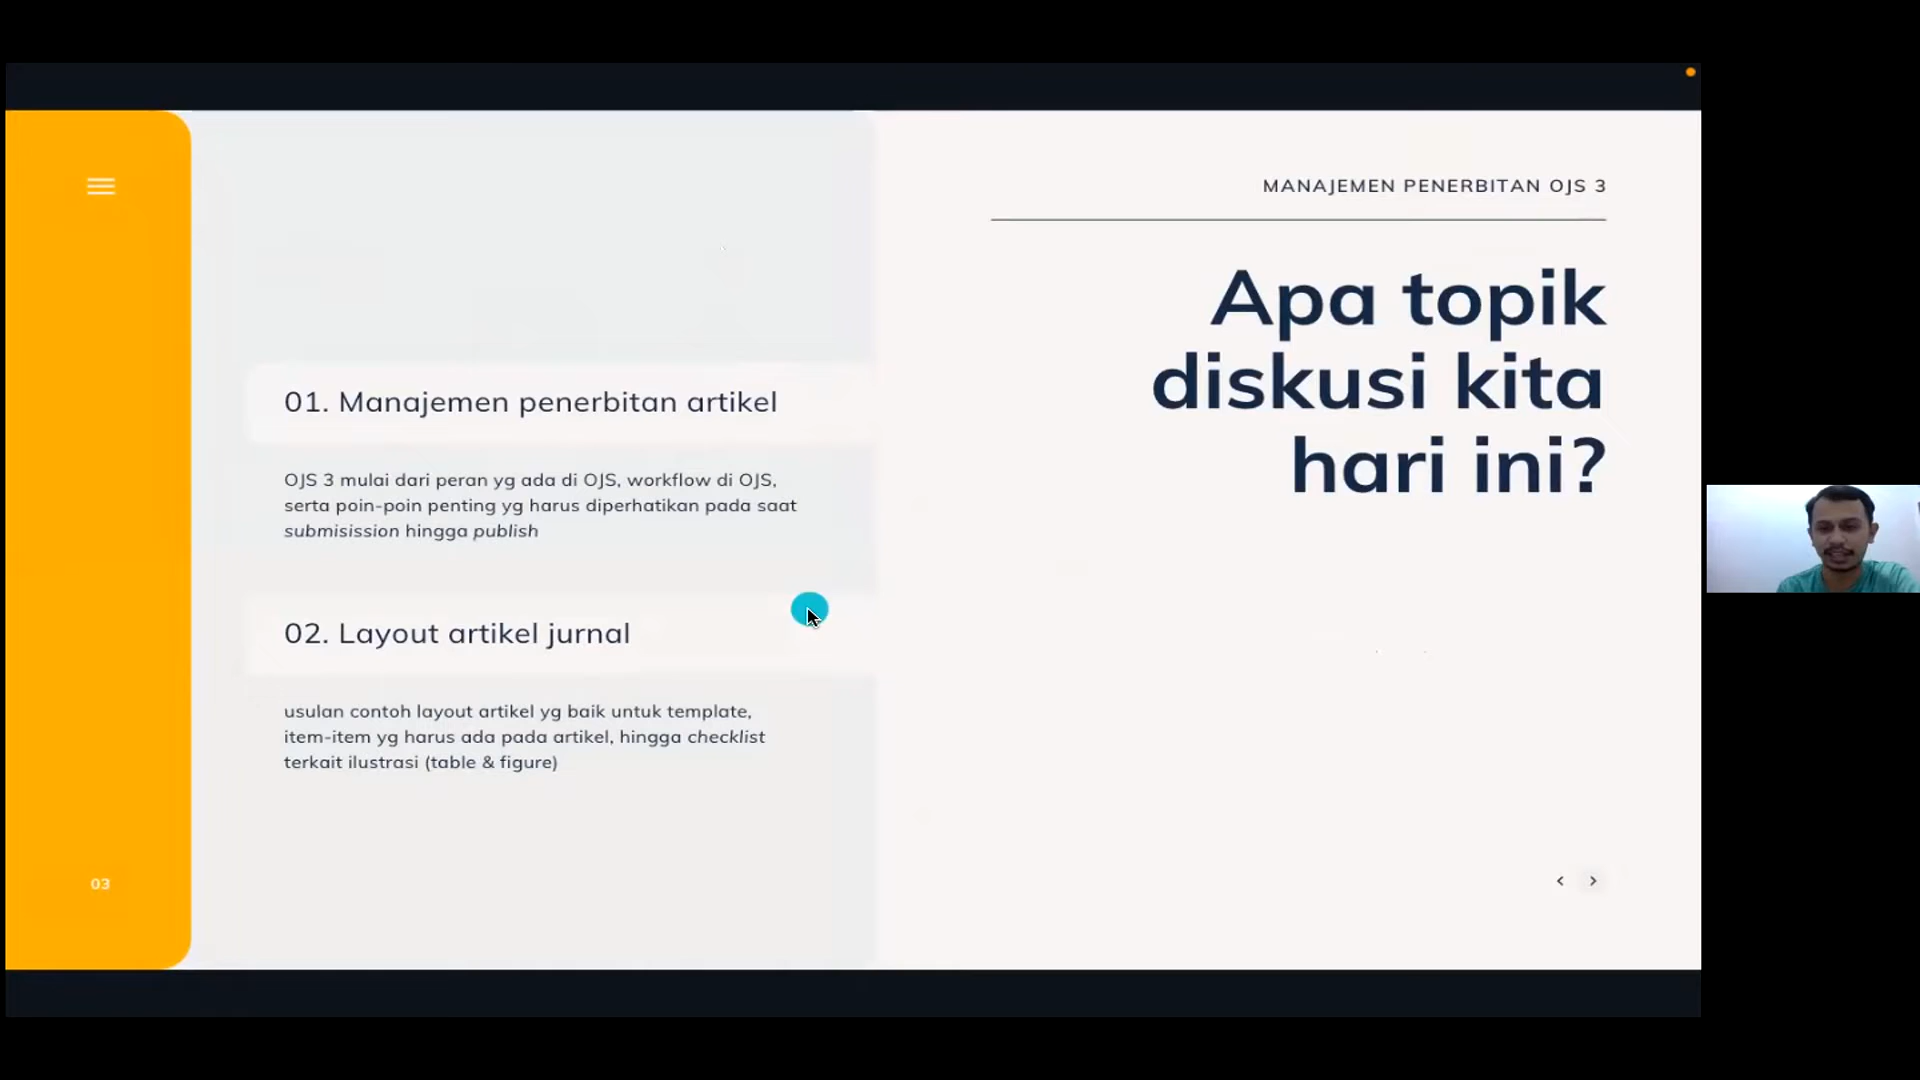 MANAJEMEN PENERBITAN OJS 3
Apa topik
diskusi kita
hari ini?
01. Manajemen penerbitan artikel
OJS 3 mulai dari peran yg ada di OJS, workflow di OJS,
serta poin-poin penting yg harus diperhatikan pada saat
submisission hingga publish
02. Layout artikel jurnal
usulan contoh layout artikel yg baik untuk template,
item-item yg harus ada pada artikel, hingga checklist
terkait ilustrasi (table & figure)
03